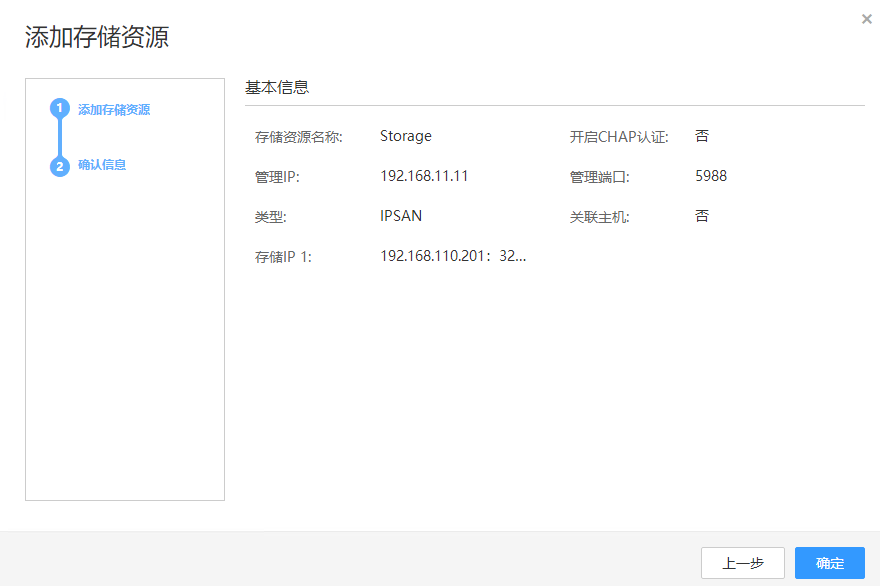 添加存储资源
×
1 添加存储资源
2 确认信息
基本信息
存储资源名称: Storage 开启CHAP认证: 否
管理IP: 192.168.11.11 管理端口: 5988
类型: IPSAN 关联主机: 否
存储IP 1: 192.168.110.201：32...
上一步 确定